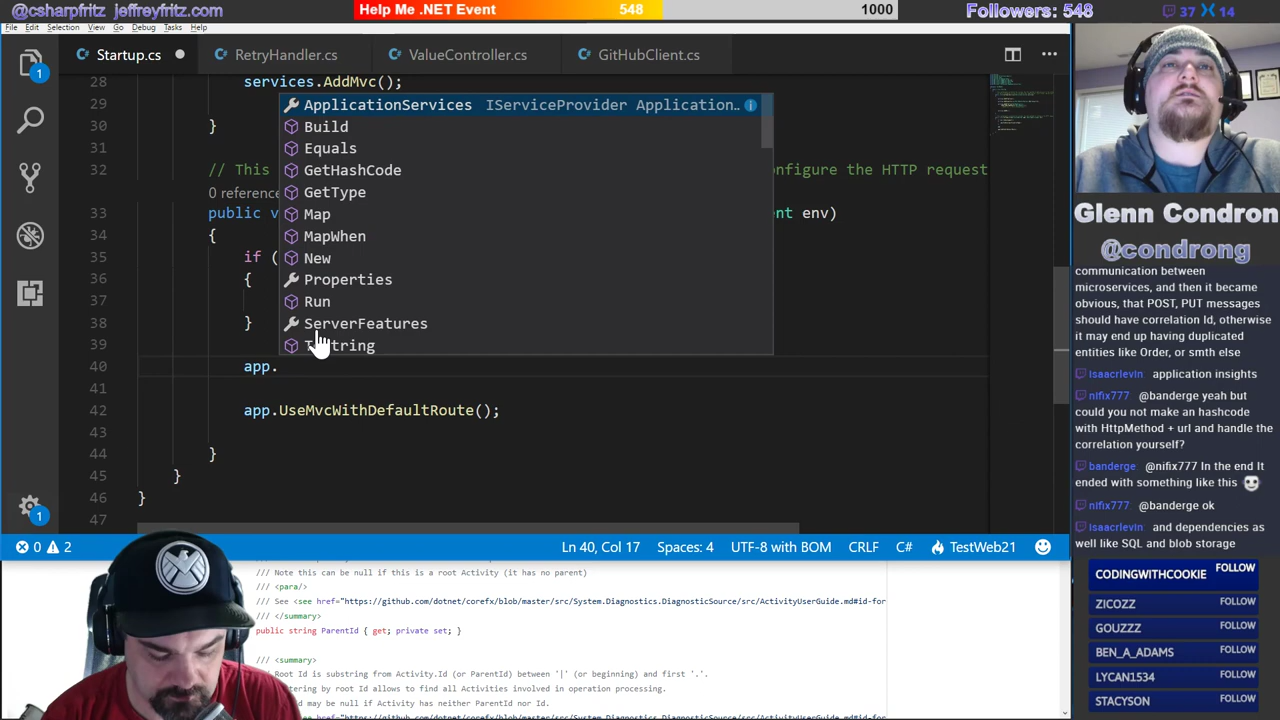 @csharpfritz jeffreyfritz.com
Help Me .NET Event 548 1000
Followers: 548
37 14
File Edit Selection View Go Debug Tasks Help
Startup.cs
RetryHandler.cs
ValueController.cs
GitHubClient.cs
28 services.AddMvc();
29
30 }
31
32 // This configure the HTTP request
0 reference
33 public v ent env)
34 {
35 if (
36 {
37
38 }
39
40 app.
41
42 app.UseMvcWithDefaultRoute();
43
44 }
45 }
46 }
47
ApplicationServices IServiceProvider Application…
Build
Equals
GetHashCode
GetType
Map
MapWhen
New
Properties
Run
ServerFeatures
ToString
1
1
0 2 Ln 40, Col 17 Spaces: 4 UTF-8 with BOM CRLF C# TestWeb21
/// Note this can be null if this is a root Activity (it has no parent)
/// <para/>
/// See <see href="https://github.com/dotnet/corefx/blob/master/src/System.Diagnostics.DiagnosticSource/src/ActivityUserGuide.md#id-for
/// </summary>
public string ParentId { get; private set; }
/// <summary>
/// Root Id is substring from Activity.Id (or ParentId) between '|' (or beginning) and first '.'.
tering by root Id allows to find all Activities involved in operation processing.
d may be null if Activity has neither ParentId nor Id.
Glenn Condron
@condrong
communication between
microservices, and then it became
obvious, that POST, PUT messages
should have correlation Id, otherwise
it may end up having duplicated
entities like Order, or smth else
isaacrlevin application insights
nifix777 @banderge yeah but
could you not make an hashcode
with HttpMethod + url and handle the
correlation yourself?
banderge @nifix777 In the end It
ended with something like this
nifix777 @banderge ok
isaacrlevin and dependencies as
well like SQL and blob storage
CODINGWITHCOOKIE FOLLOW
ZICOZZ FOLLOW
GOUZZZ FOLLOW
BEN_A_ADAMS FOLLOW
LYCAN1534 FOLLOW
STACYSON FOLLOW